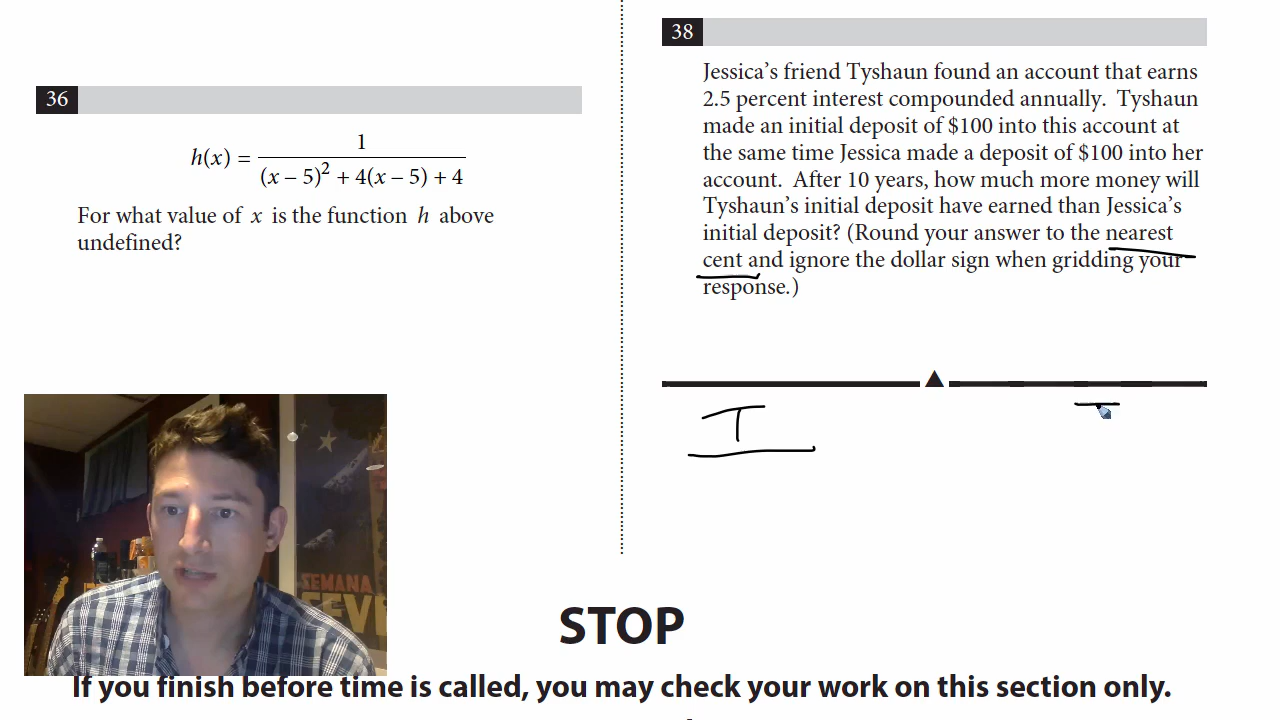 36
h(x) = 1 / (x – 5)² + 4(x – 5) + 4
For what value of x is the function h above
undefined?
38
Jessica’s friend Tyshaun found an account that earns
2.5 percent interest compounded annually. Tyshaun
made an initial deposit of $100 into this account at
the same time Jessica made a deposit of $100 into her
account. After 10 years, how much more money will
Tyshaun’s initial deposit have earned than Jessica’s
initial deposit? (Round your answer to the nearest
cent and ignore the dollar sign when gridding your
response.)
T
SEMANA
STOP
If you finish before time is called, you may check your work on this section only.